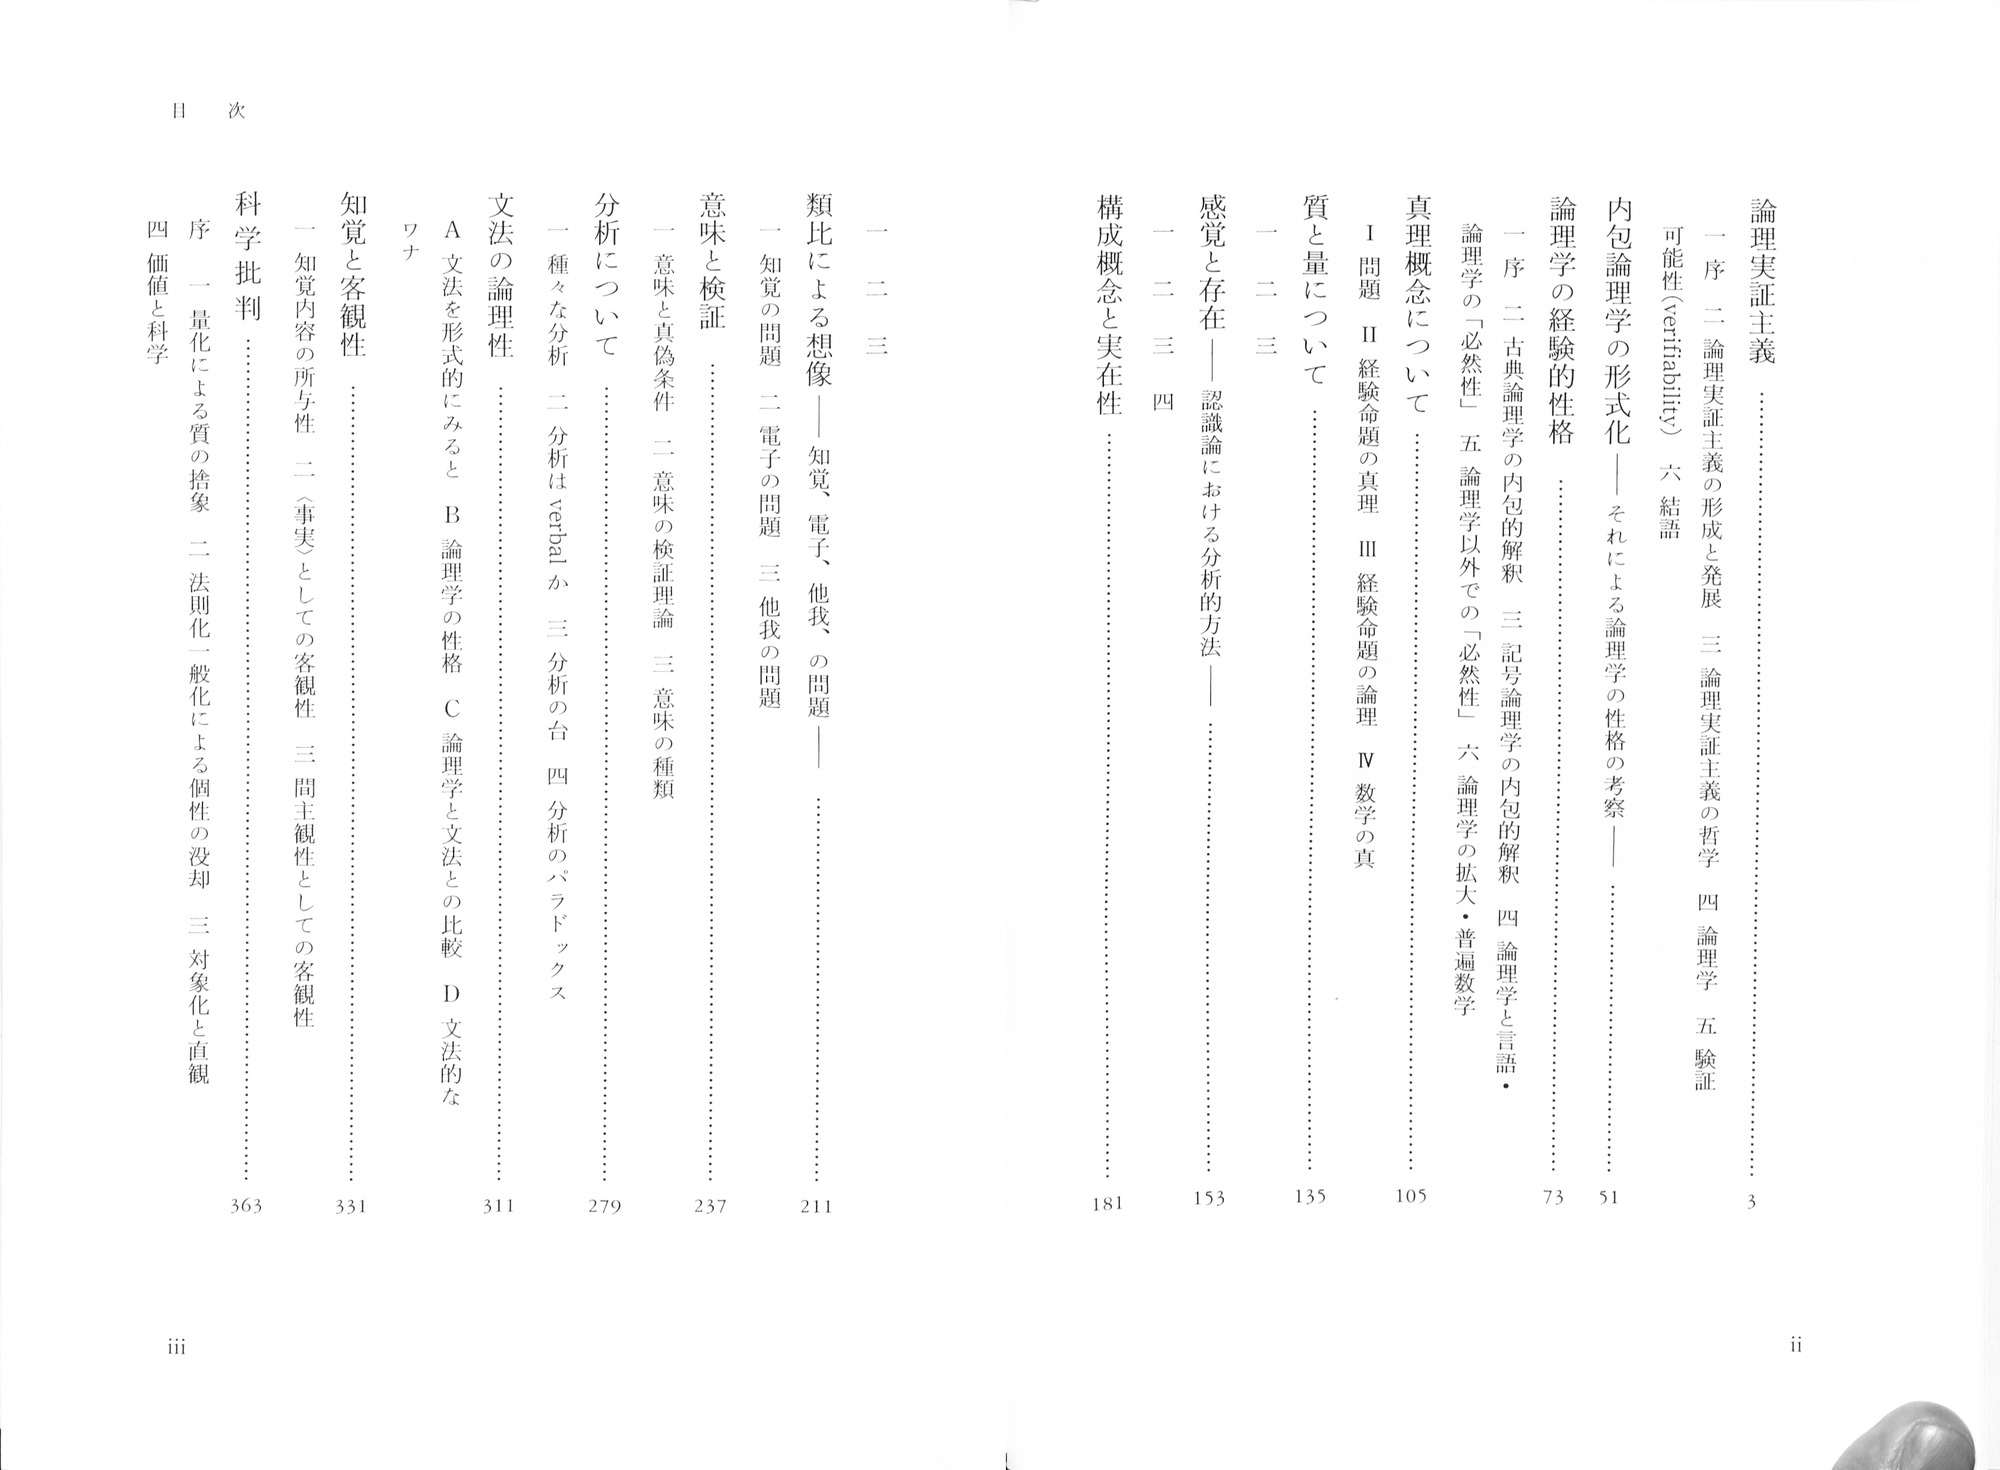 論理実証主義……3
一 序 二 論理実証主義の形成と発展 三 論理実証主義の哲学 四 論理学 五 験証
可能性(verifiability) 六 結語
内包論理学の形式化――それによる論理学の性格の考察――……51
論理学の経験的性格……73
一 序 二 古典論理学の内包的解釈 三 記号論理学の内包的解釈 四 論理学と言語・
論理学の「必然性」 五 論理学以外での「必然性」 六 論理学の拡大・普遍数学
真理概念について……105
Ⅰ 問題 Ⅱ 経験命題の真理 Ⅲ 経験命題の論理 Ⅳ 数学の真
質と量について……135
一 二 三
感覚と存在――認識論における分析的方法――……153
一 二 三 四
構成概念と実在性……181
ii
目次
一 二 三
類比による想像――知覚、電子、他我、の問題――……211
一 知覚の問題 二 電子の問題 三 他我の問題
意味と検証……237
一 意味と真偽条件 二 意味の検証理論 三 意味の種類
分析について……279
一 種々な分析 二 分析は verbal か 三 分析の台 四 分析のパラドックス
文法の論理性……311
A 文法を形式的にみると B 論理学の性格 C 論理学と文法との比較 D 文法的な
ワナ
知覚と客観性……331
一 知覚内容の所与性 二 〈事実〉としての客観性 三 間主観性としての客観性
科学批判……363
序 一 量化による質の捨象 二 法則化一般化による個性の没却 三 対象化と直観
四 価値と科学
iii